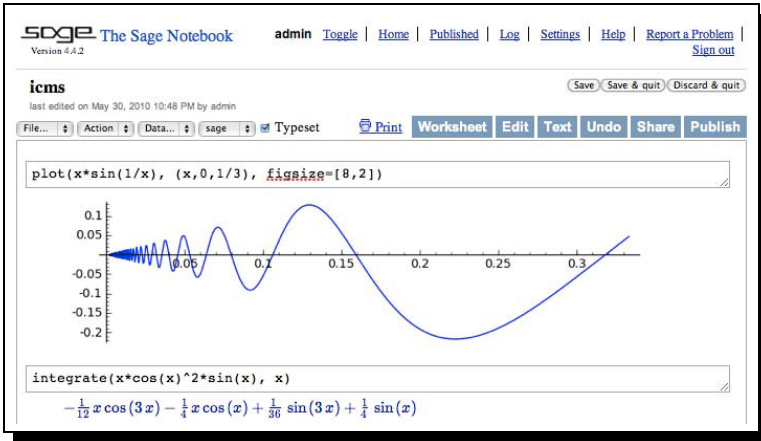 sage The Sage Notebook
Version 4.4.2
admin Toggle | Home | Published | Log | Settings | Help | Report a Problem |
Sign out
icms
last edited on May 30, 2010 10:48 PM by admin
Save Save & quit Discard & quit
File... Action Data... sage Typeset Print Worksheet Edit Text Undo Share Publish
plot(x*sin(1/x), (x,0,1/3), figsize=[8,2])
0.1
0.05
0.05 0.1 0.15 0.2 0.25 0.3
-0.05
-0.1
-0.15
-0.2
integrate(x*cos(x)^2*sin(x), x)
−1/12 x cos (3 x) − 1/4 x cos (x) + 1/36 sin (3 x) + 1/4 sin (x)